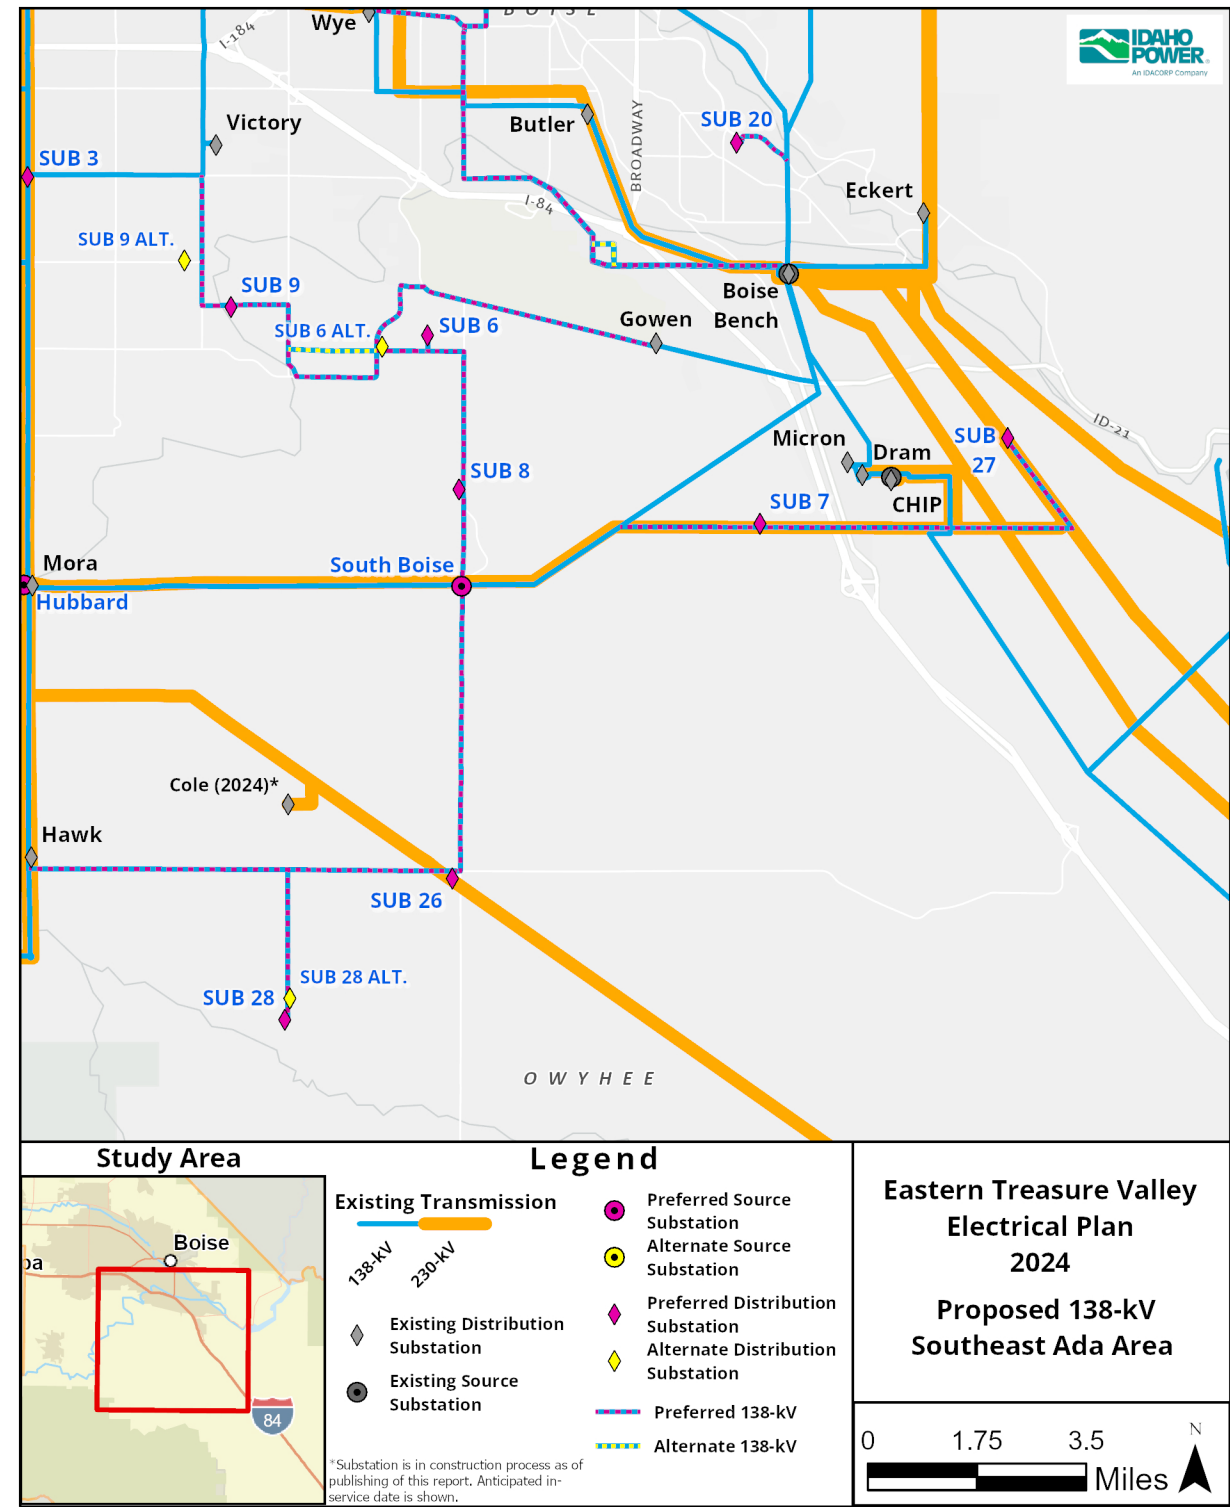 BOISE
Wye
I-184
IDAHO
POWER®
An IDACORP Company
Victory
Butler
BROADWAY
SUB 20
SUB 3
Eckert
I-84
SUB 9 ALT.
SUB 9
Boise
Bench
SUB 6 ALT.
SUB 6
Gowen
ID-21
Micron
Dram
SUB
27
SUB 8
SUB 7
CHIP
Mora
South Boise
Hubbard
Cole (2024)*
Hawk
SUB 26
SUB 28 ALT.
SUB 28
OWYHEE
Study Area
Boise
pa
84
Legend
Existing Transmission
138-kV
230-kV
Existing Distribution
Substation
Existing Source
Substation
*Substation is in construction process as of
publishing of this report. Anticipated in-
service date is shown.
Preferred Source
Substation
Alternate Source
Substation
Preferred Distribution
Substation
Alternate Distribution
Substation
Preferred 138-kV
Alternate 138-kV
Eastern Treasure Valley
Electrical Plan
2024
Proposed 138-kV
Southeast Ada Area
0 1.75 3.5
Miles
N